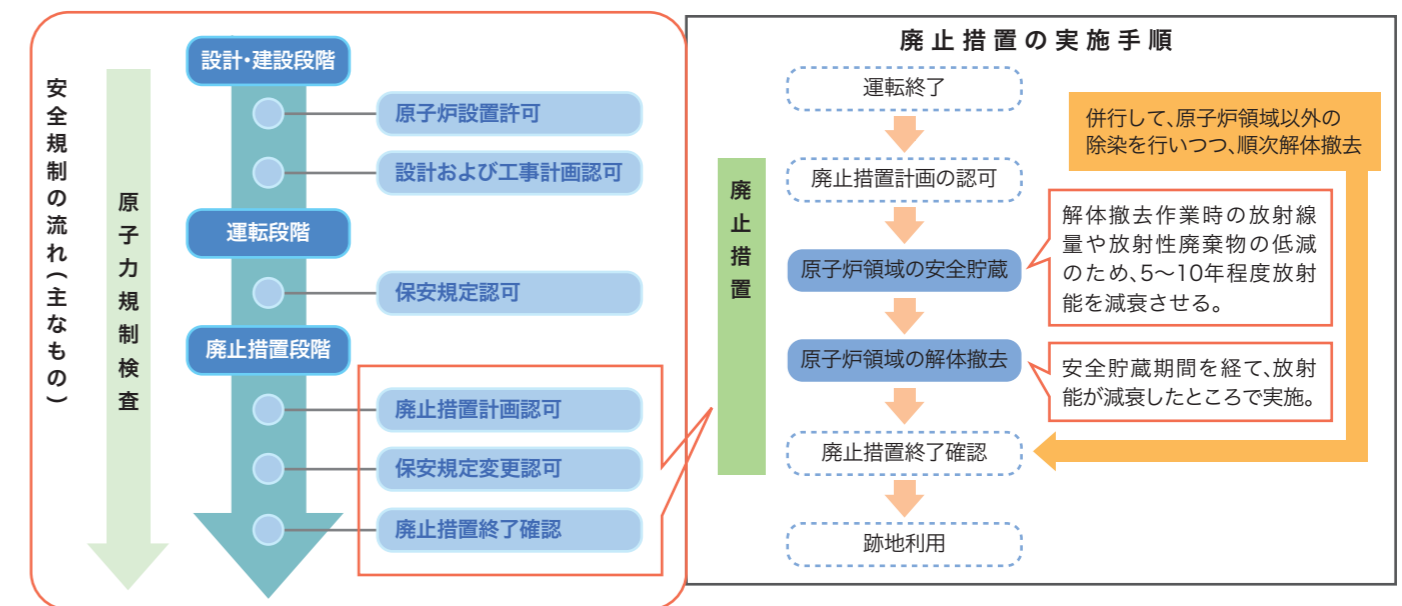 安全規制の流れ(主なもの)
原子力規制検査
設計・建設段階
原子炉設置許可
設計および工事計画認可
運転段階
保安規定認可
廃止措置段階
廃止措置計画認可
保安規定変更認可
廃止措置終了確認
廃止措置の実施手順
廃止措置
運転終了
廃止措置計画の認可
原子炉領域の安全貯蔵
原子炉領域の解体撤去
廃止措置終了確認
跡地利用
併行して、原子炉領域以外の
除染を行いつつ、順次解体撤去
解体撤去作業時の放射線
量や放射性廃棄物の低減
のため、5〜10年程度放射
能を減衰させる。
安全貯蔵期間を経て、放射
能が減衰したところで実施。